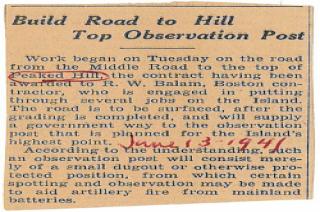 Build Road to Hill
Top Observation Post
Work began on Tuesday on the road
from the Middle Road to the top of
Peaked Hill, the contract having been
awarded to R. W. Balam, Boston con-
tractor, who is engaged in putting
through several jobs on the Island.
The road is to be surfaced, after the
grading is completed, and will supply
a government way to the observation
post that is planned for the Island's
highest point. June 13-1941
According to the understanding, such
an observation post will consist mere-
ly of a small dugout or otherwise pro-
tected position, from which certain
spotting and observation may be made
to aid artillery fire from mainland
batteries.